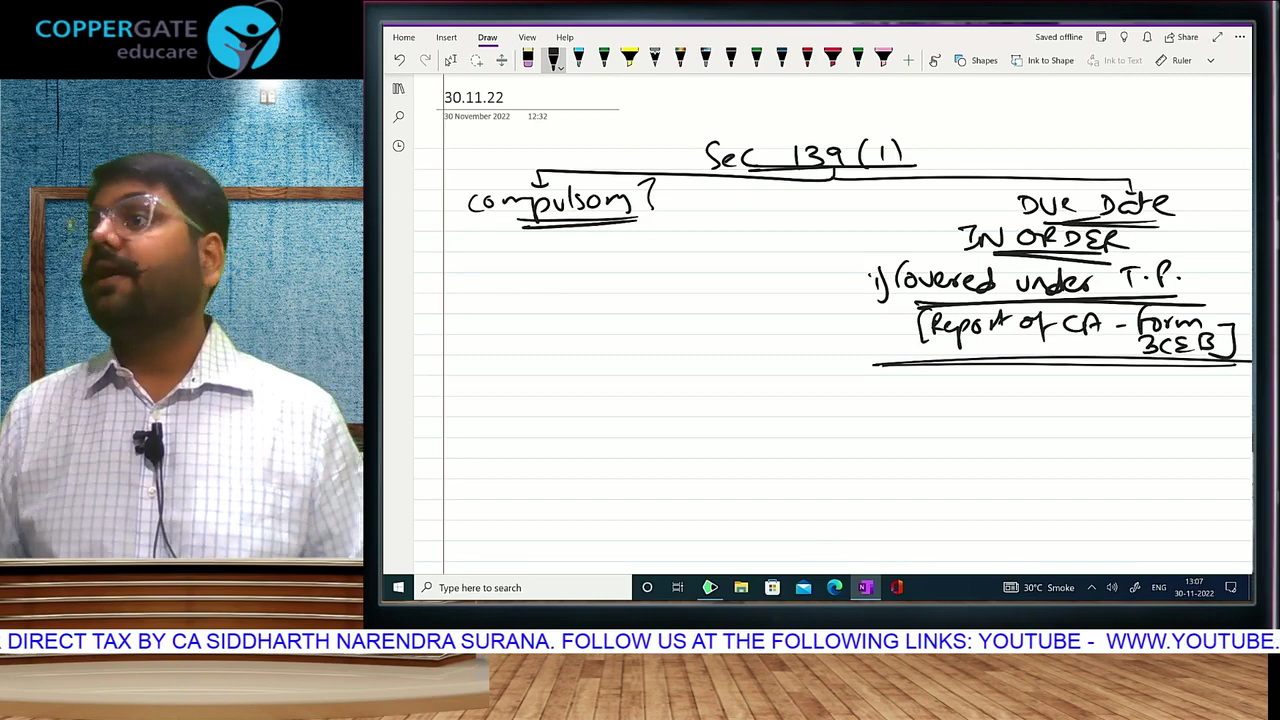 COPPERGATE
educare
Home Insert Draw View Help
Saved offline
Share
Shapes
Ink to Shape
Ink to Text
Ruler
30.11.22
30 November 2022 12:32
Sec 139 (1)
compulsory?
DUE DATE
IN ORDER
i) Covered under T.P.
[Report of CA - Form
3CEB]
Type here to search
30°C Smoke
ENG
13:07
30-11-2022
DIRECT TAX BY CA SIDDHARTH NARENDRA SURANA. FOLLOW US AT THE FOLLOWING LINKS: YOUTUBE - WWW.YOUTUBE.